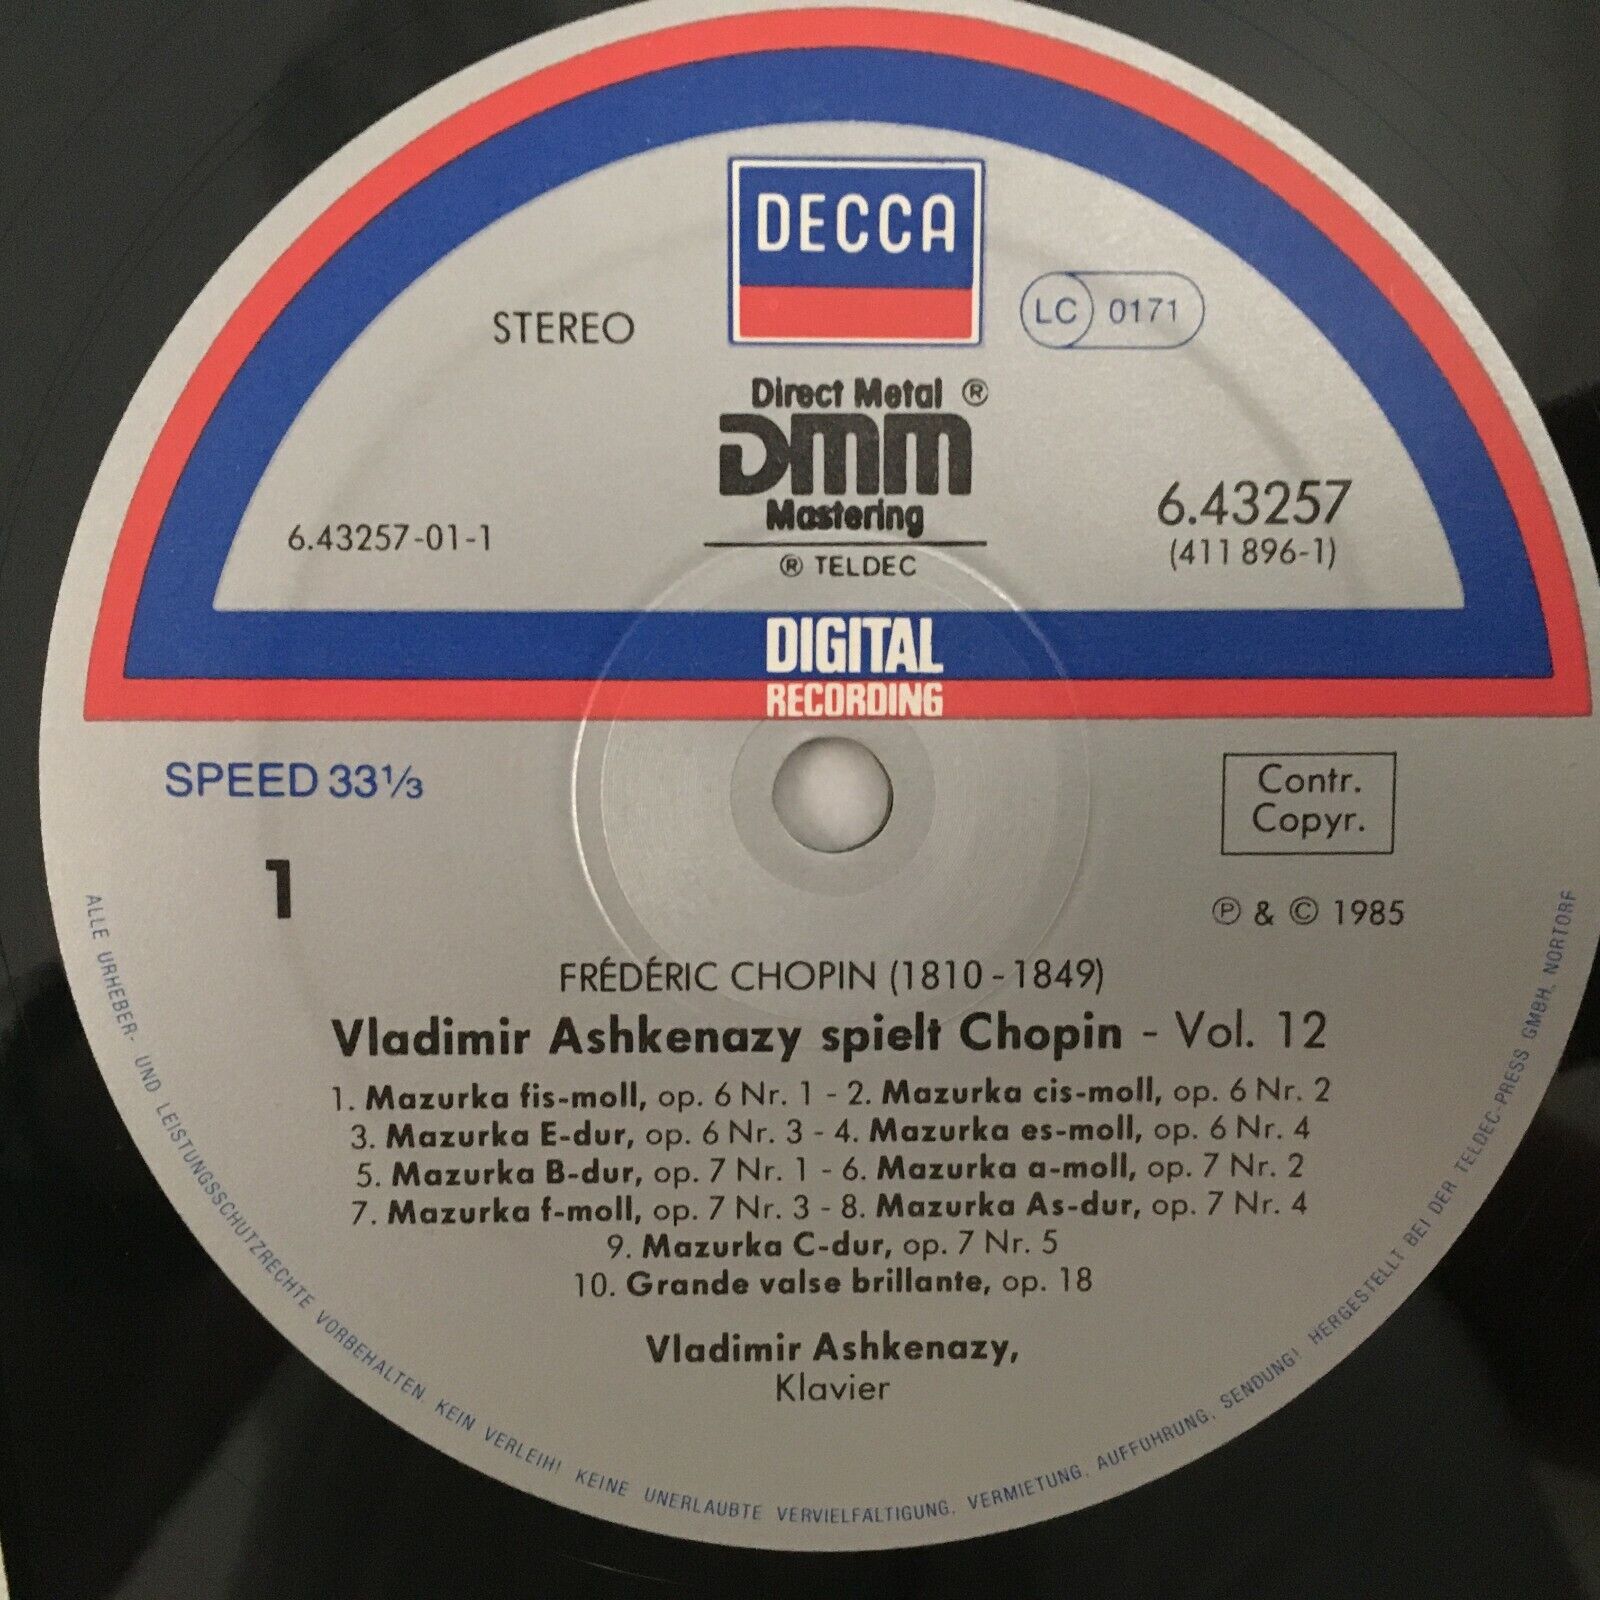 DECCA
STEREO
LC 0171
Direct Metal ®
DMM
Mastering
® TELDEC
6.43257-01-1
6.43257
(411 896-1)
DIGITAL
RECORDING
SPEED 33⅓
Contr.
Copyr.
1
℗ & © 1985
FRÉDÉRIC CHOPIN (1810 - 1849)
Vladimir Ashkenazy spielt Chopin - Vol. 12
1. Mazurka fis-moll, op. 6 Nr. 1 - 2. Mazurka cis-moll, op. 6 Nr. 2
3. Mazurka E-dur, op. 6 Nr. 3 - 4. Mazurka es-moll, op. 6 Nr. 4
5. Mazurka B-dur, op. 7 Nr. 1 - 6. Mazurka a-moll, op. 7 Nr. 2
7. Mazurka f-moll, op. 7 Nr. 3 - 8. Mazurka As-dur, op. 7 Nr. 4
9. Mazurka C-dur, op. 7 Nr. 5
10. Grande valse brillante, op. 18
Vladimir Ashkenazy,
Klavier
ALLE URHEBER- UND LEISTUNGSSCHUTZRECHTE VORBEHALTEN. KEIN VERLEIH! KEINE UNERLAUBTE VERVIELFÄLTIGUNG, VERMIETUNG, AUFFÜHRUNG, SENDUNG! HERGESTELLT BEI DER TELDEC-PRESS GMBH, NORTORF